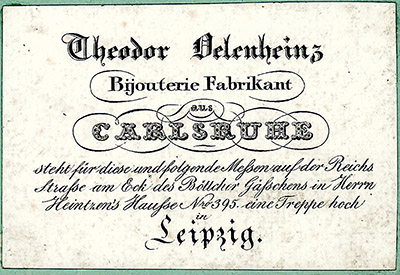 Theodor Oelenheinz
Bijouterie Fabrikant
aus
CARLSRUHE
steht für diese und folgende Messen auf der Reichs
Straße am Eck des Böttcher Gäßchens in Herrn
Heintzen's Hauße Nro 395. eine Treppe hoch
in
Leipzig.